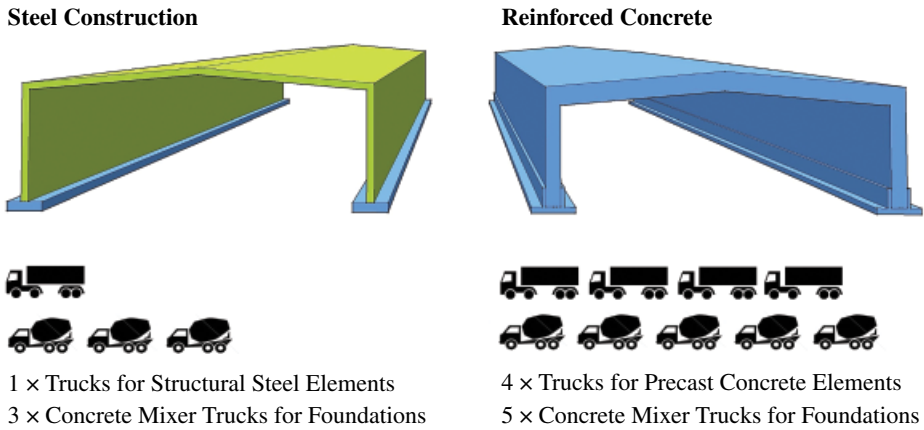 Steel Construction
Reinforced Concrete
1 × Trucks for Structural Steel Elements
3 × Concrete Mixer Trucks for Foundations
4 × Trucks for Precast Concrete Elements
5 × Concrete Mixer Trucks for Foundations